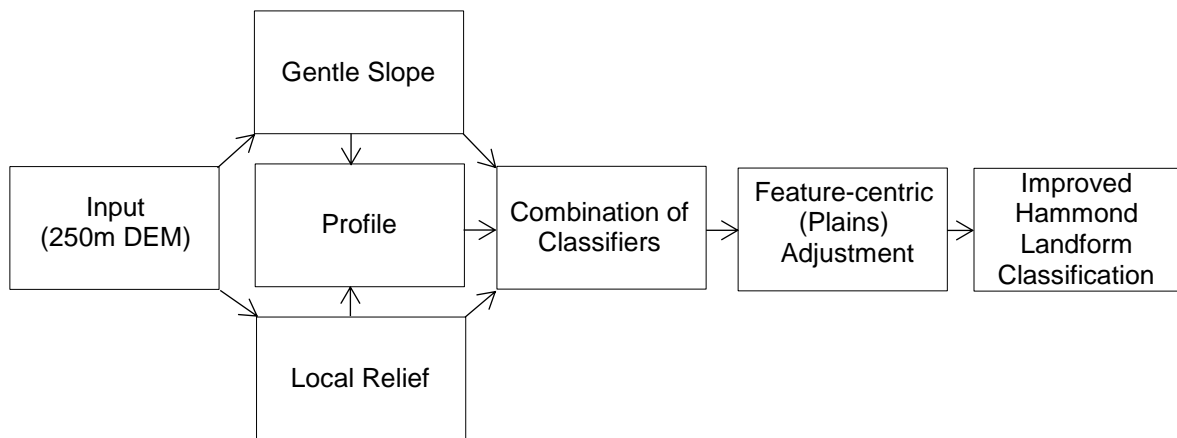 Gentle Slope
Input
(250m DEM)
Profile
Local Relief
Combination of
Classifiers
Feature-centric
(Plains)
Adjustment
Improved
Hammond
Landform
Classification